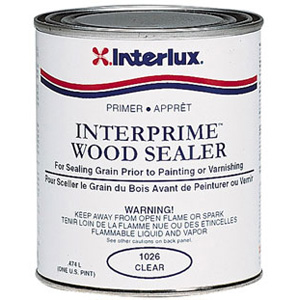 Interlux.
PRIMER • APPRÊT
INTERPRIME™
WOOD SEALER
For Sealing Grain Prior to Painting or Varnishing
Pour Sceller le Grain du Bois Avant de Peinturer ou Vernir
WARNING!
KEEP AWAY FROM OPEN FLAME OR SPARK
TENIR LOIN DE LA FLAMME NUE OU DES ETINCELLES
FLAMMABLE LIQUID AND VAPOR
See other cautions on back panel.
.474 L
(ONE U.S. PINT)
1026
CLEAR